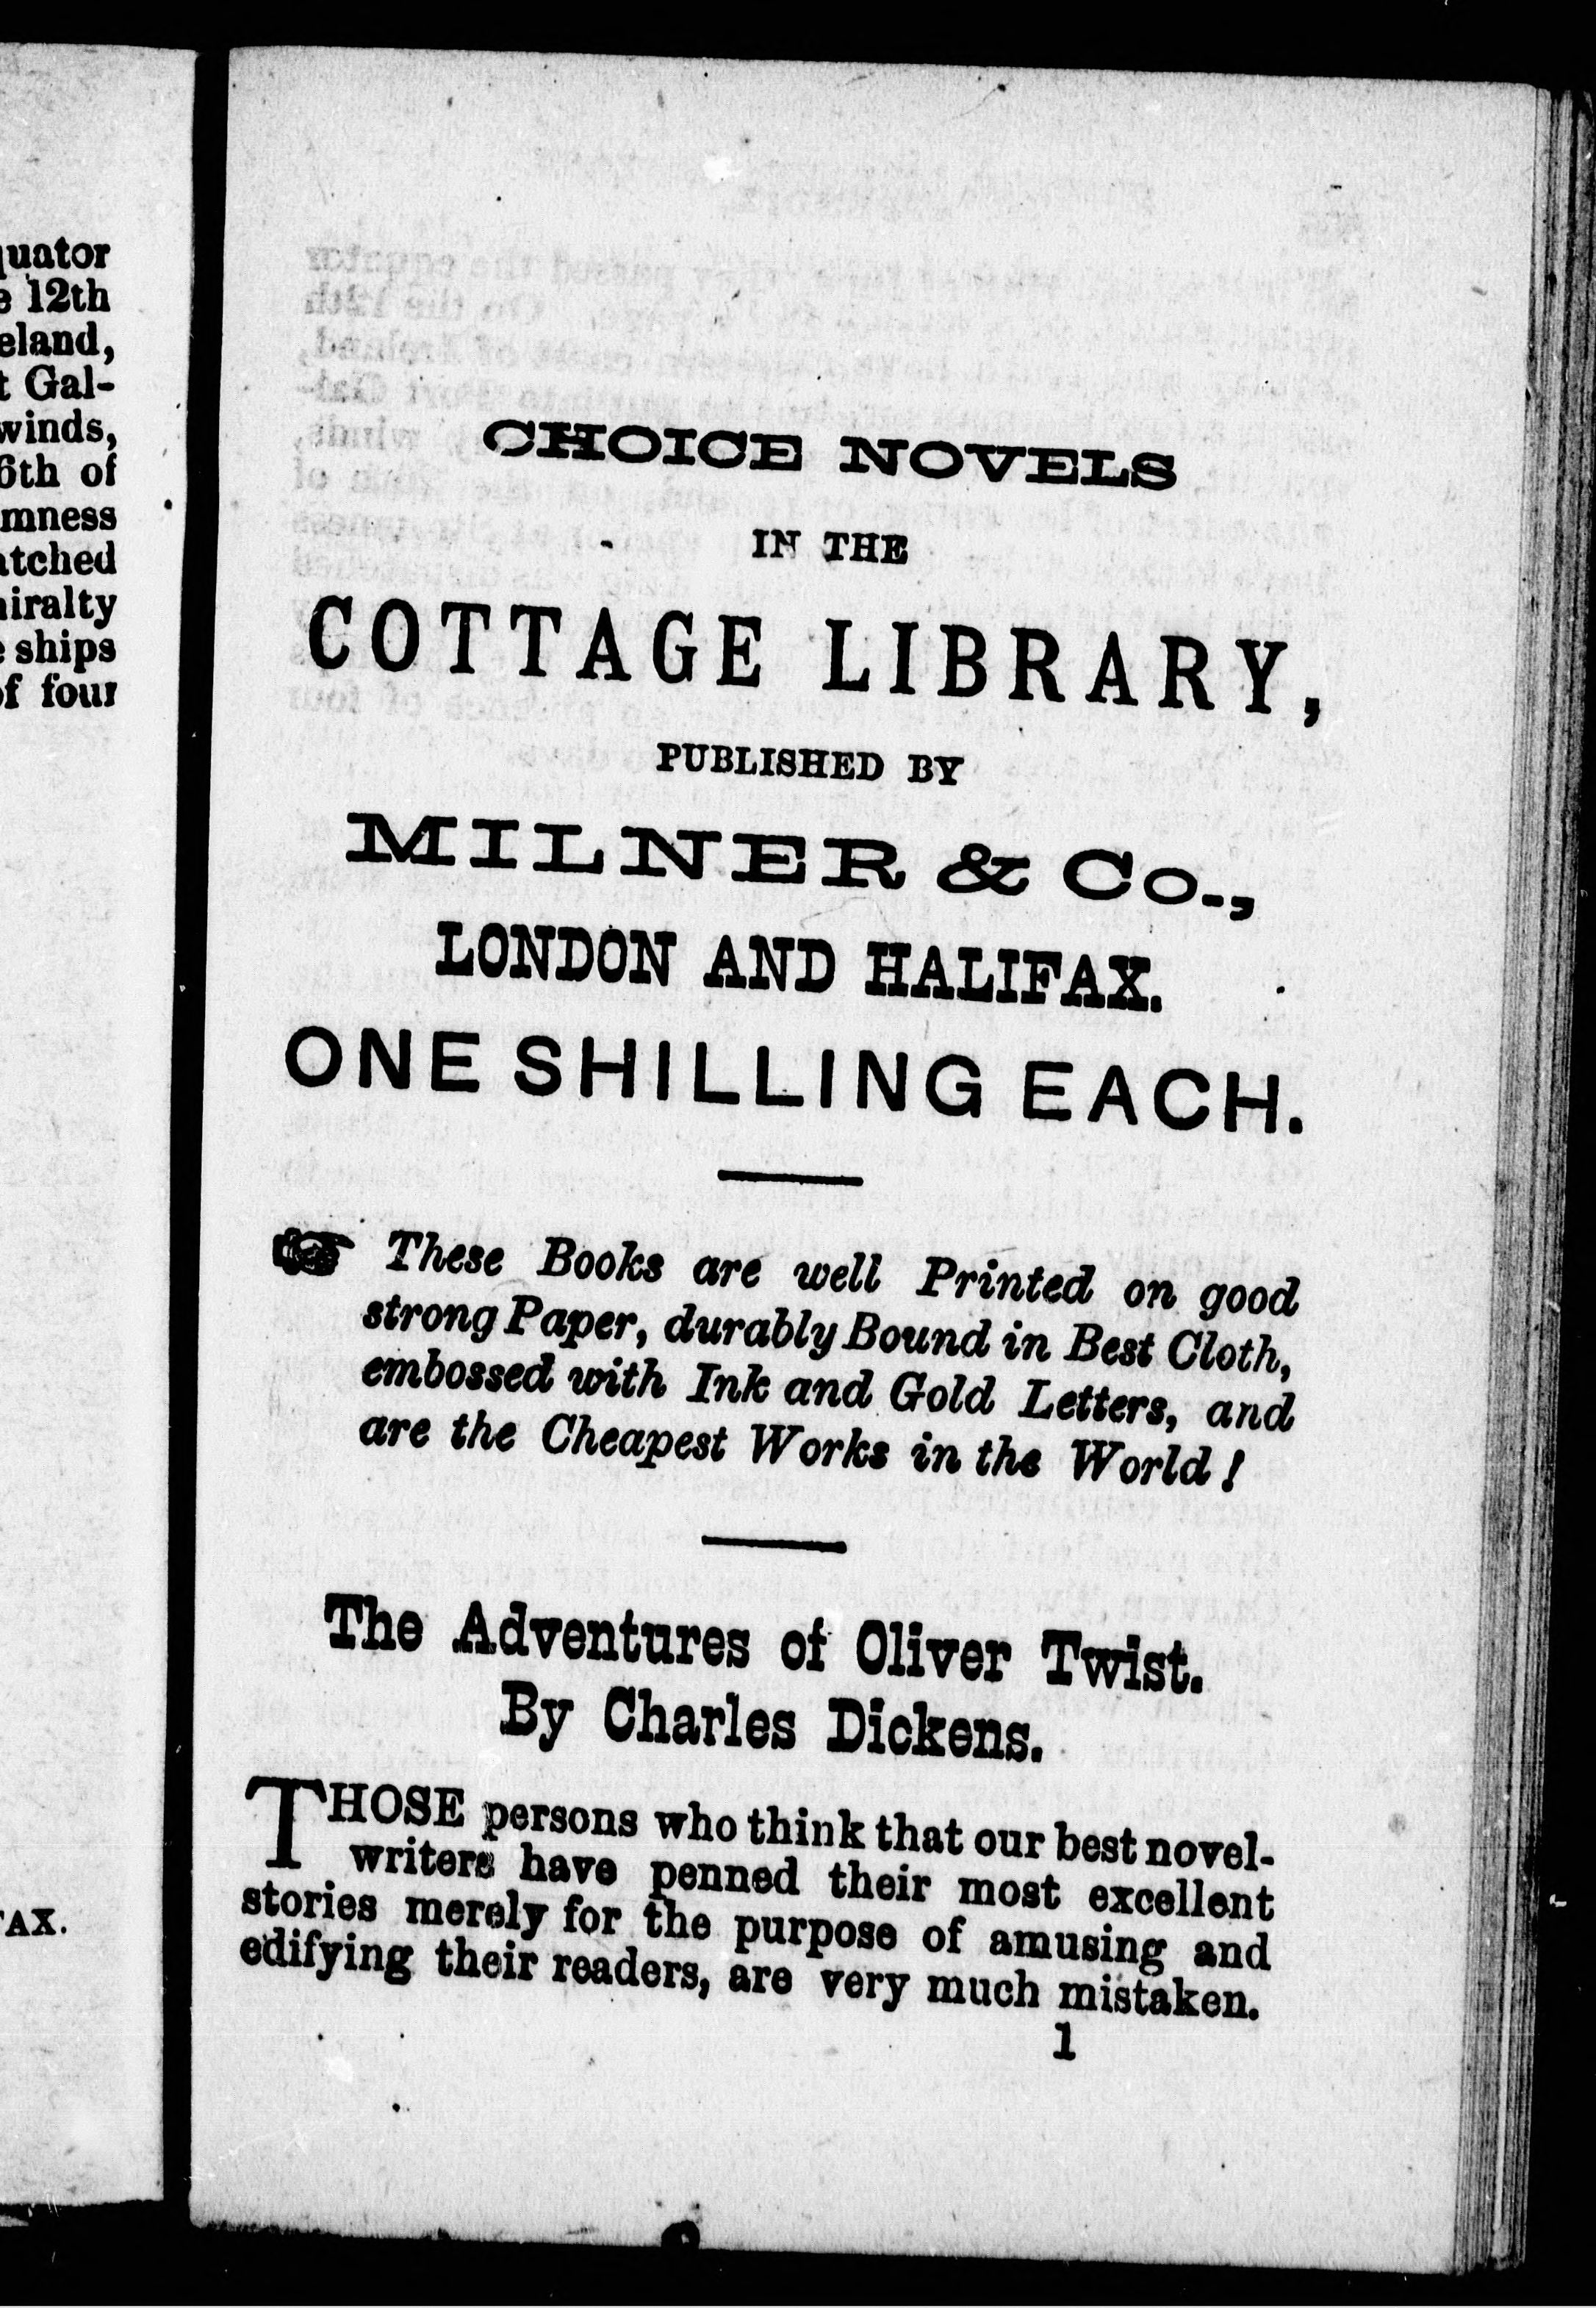 quator
e 12th
eland,
t Gal-
winds,
6th of
mness
atched
iralty
e ships
of four
AX.
CHOICE NOVELS
IN THE
COTTAGE LIBRARY,
PUBLISHED BY
MILNER & Co.,
LONDON AND HALIFAX.
ONE SHILLING EACH.
☞ These Books are well Printed on good
strong Paper, durably Bound in Best Cloth,
embossed with Ink and Gold Letters, and
are the Cheapest Works in the World!
The Adventures of Oliver Twist.
By Charles Dickens.
THOSE persons who think that our best novel-
writers have penned their most excellent
stories merely for the purpose of amusing and
edifying their readers, are very much mistaken.
1